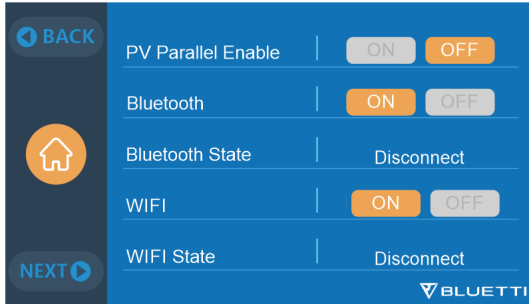 BACK
PV Parallel Enable ON OFF
Bluetooth ON OFF
Bluetooth State Disconnect
WIFI ON OFF
WIFI State Disconnect
NEXT
BLUETTI